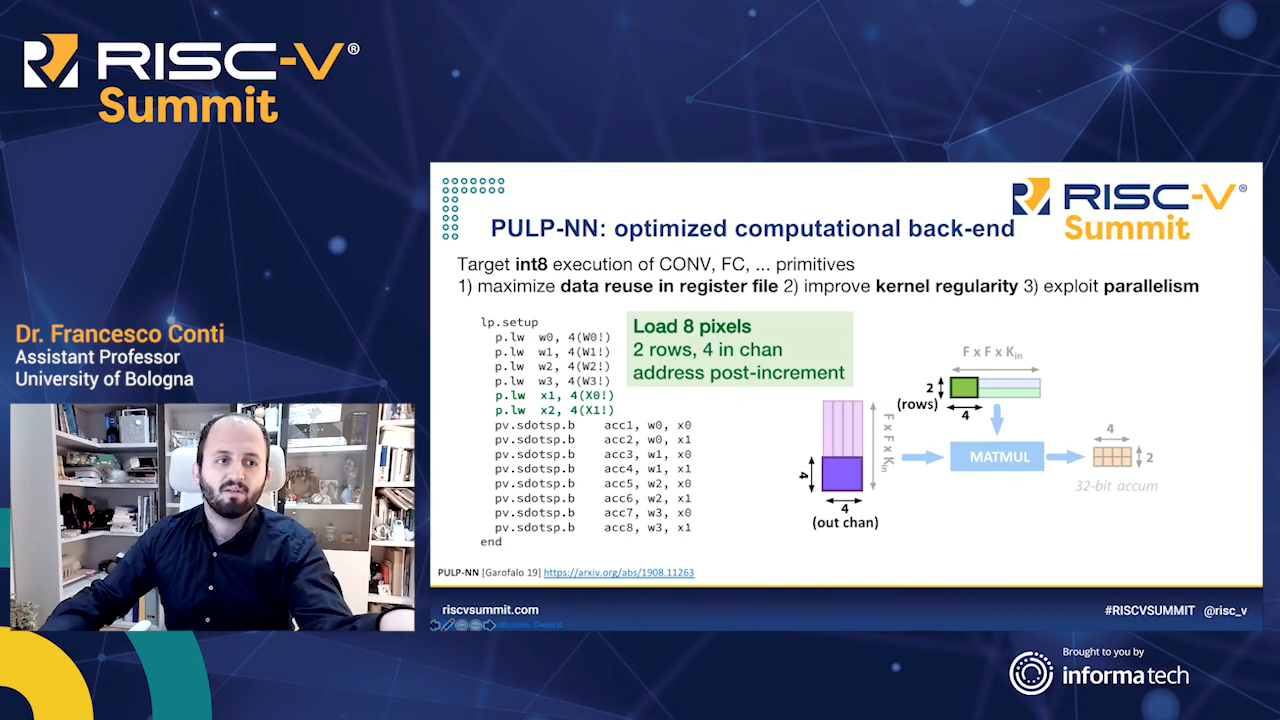 RISC-V®
Summit
RISC-V®
Summit
PULP-NN: optimized computational back-end
Target int8 execution of CONV, FC, ... primitives
1) maximize data reuse in register file 2) improve kernel regularity 3) exploit parallelism
lp.setup
p.lw w0, 4(W0!)
p.lw w1, 4(W1!)
p.lw w2, 4(W2!)
p.lw w3, 4(W3!)
p.lw x1, 4(X0!)
p.lw x2, 4(X1!)
pv.sdotsp.b acc1, w0, x0
pv.sdotsp.b acc2, w0, x1
pv.sdotsp.b acc3, w1, x0
pv.sdotsp.b acc4, w1, x1
pv.sdotsp.b acc5, w2, x0
pv.sdotsp.b acc6, w2, x1
pv.sdotsp.b acc7, w3, x0
pv.sdotsp.b acc8, w3, x1
end
Load 8 pixels
2 rows, 4 in chan
address post-increment
F x F x Kin
2
(rows)
4
F x F x Kin
4
4
(out chan)
MATMUL
4
2
32-bit accum
PULP-NN [Garofalo 19] https://arxiv.org/abs/1908.11263
riscvsummit.com
#RISCVSUMMIT @risc_v
Dr. Francesco Conti
Assistant Professor
University of Bologna
Brought to you by
informa tech